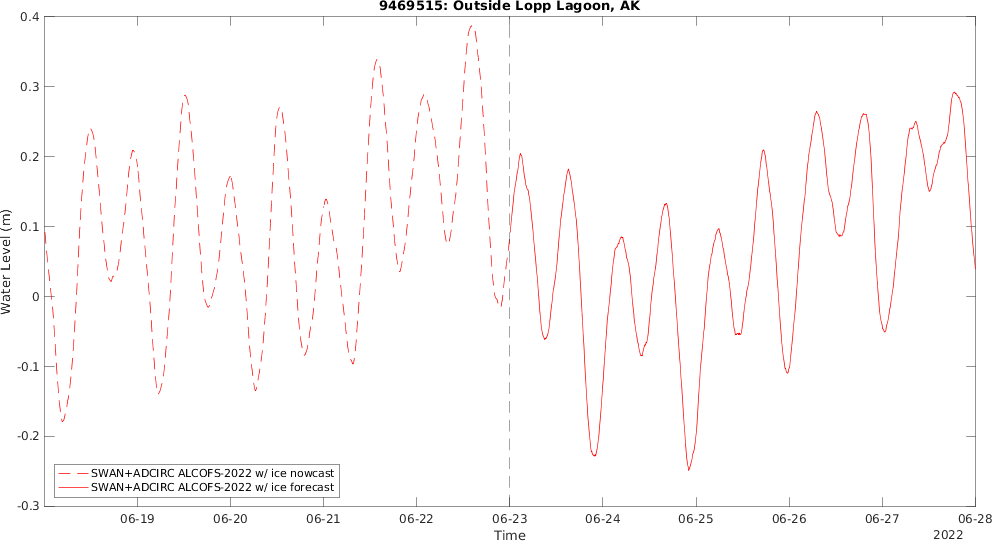 9469515: Outside Lopp Lagoon, AK
0.4
0.3
0.2
0.1
0
-0.1
-0.2
-0.3
Water Level (m)
SWAN+ADCIRC ALCOFS-2022 w/ ice nowcast
SWAN+ADCIRC ALCOFS-2022 w/ ice forecast
06-19 06-20 06-21 06-22 06-23 06-24 06-25 06-26 06-27 06-28
Time
2022